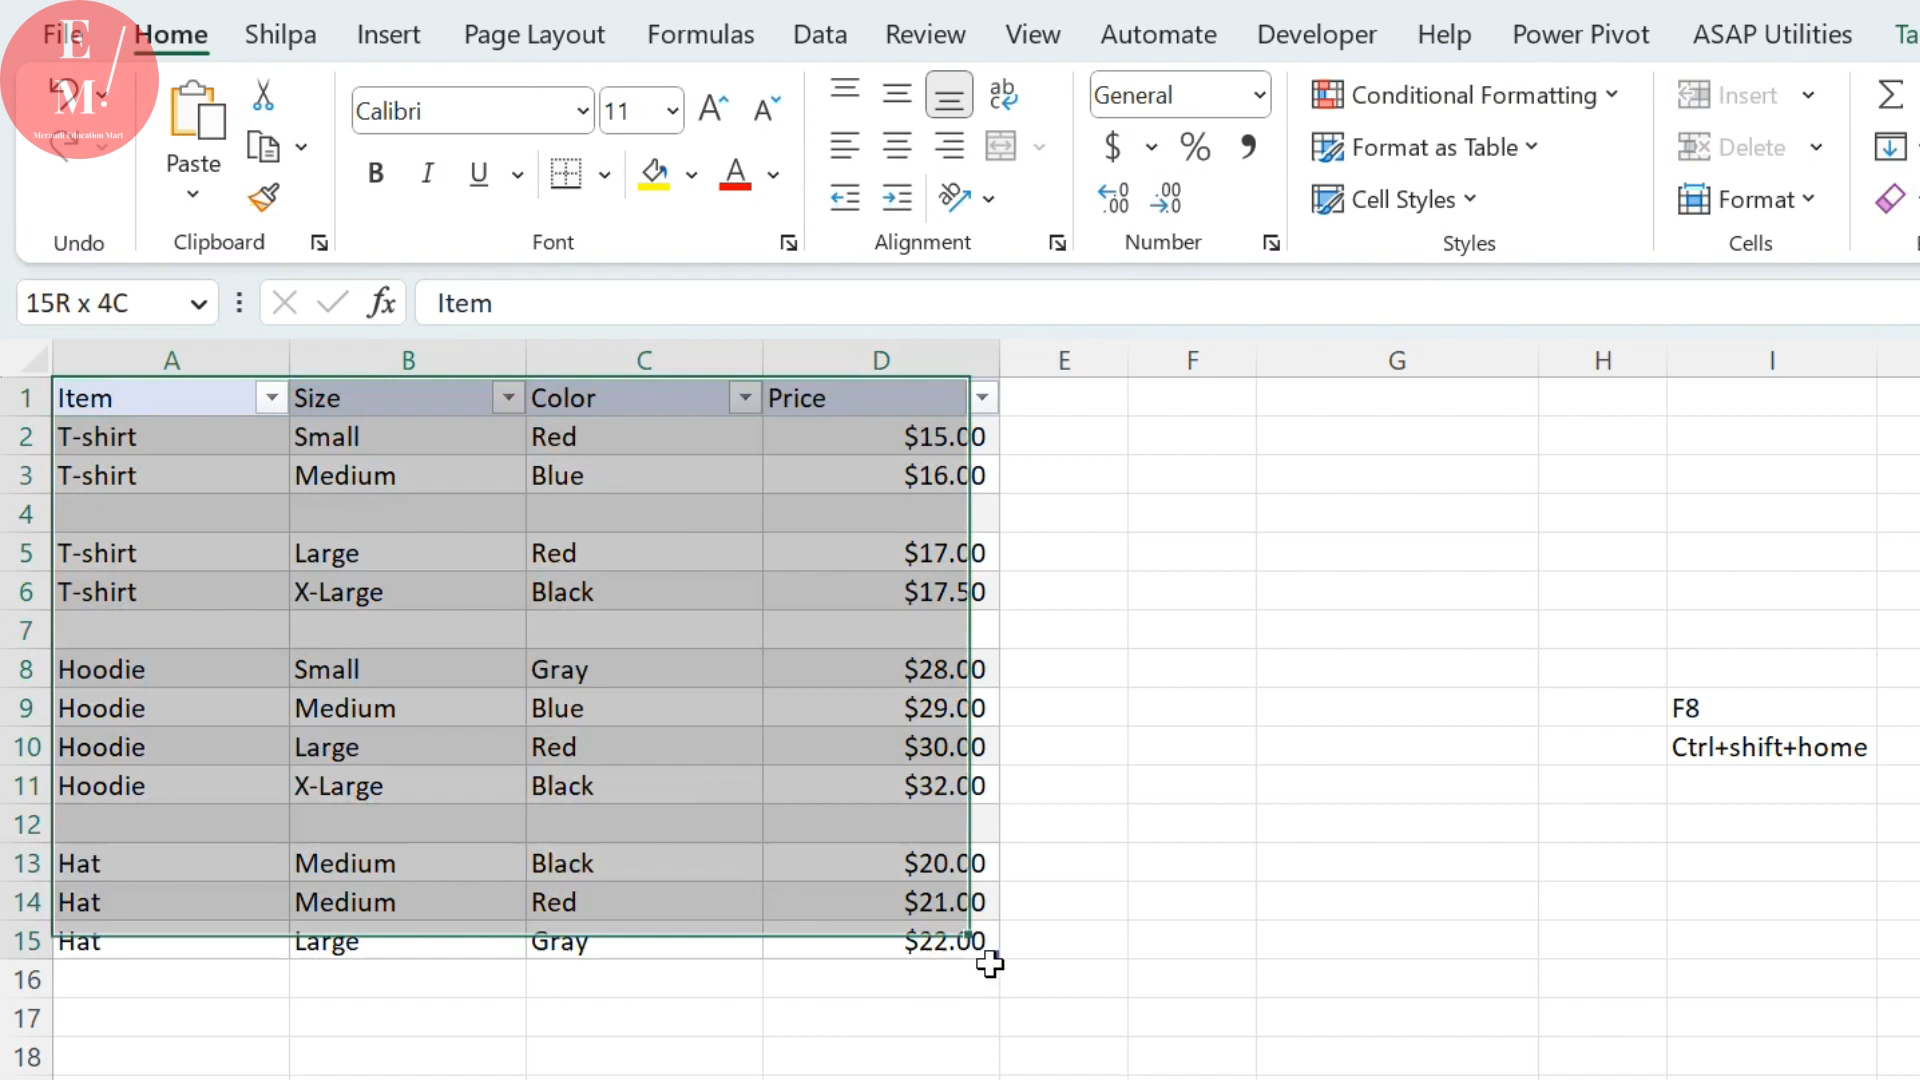 File Home Shilpa Insert Page Layout Formulas Data Review View Automate Developer Help Power Pivot ASAP Utilities Ta
E
M.
Merandi Education Mart
Paste
Calibri 11
General
Conditional Formatting
Format as Table
Cell Styles
Insert
Delete
Format
Undo Clipboard Font Alignment Number Styles Cells
15R x 4C fx Item
A B C D E F G H I
1 Item Size Color Price
2 T-shirt Small Red $15.00
3 T-shirt Medium Blue $16.00
4
5 T-shirt Large Red $17.00
6 T-shirt X-Large Black $17.50
7
8 Hoodie Small Gray $28.00
9 Hoodie Medium Blue $29.00 F8
10 Hoodie Large Red $30.00 Ctrl+shift+home
11 Hoodie X-Large Black $32.00
12
13 Hat Medium Black $20.00
14 Hat Medium Red $21.00
15 Hat Large Gray $22.00
16
17
18